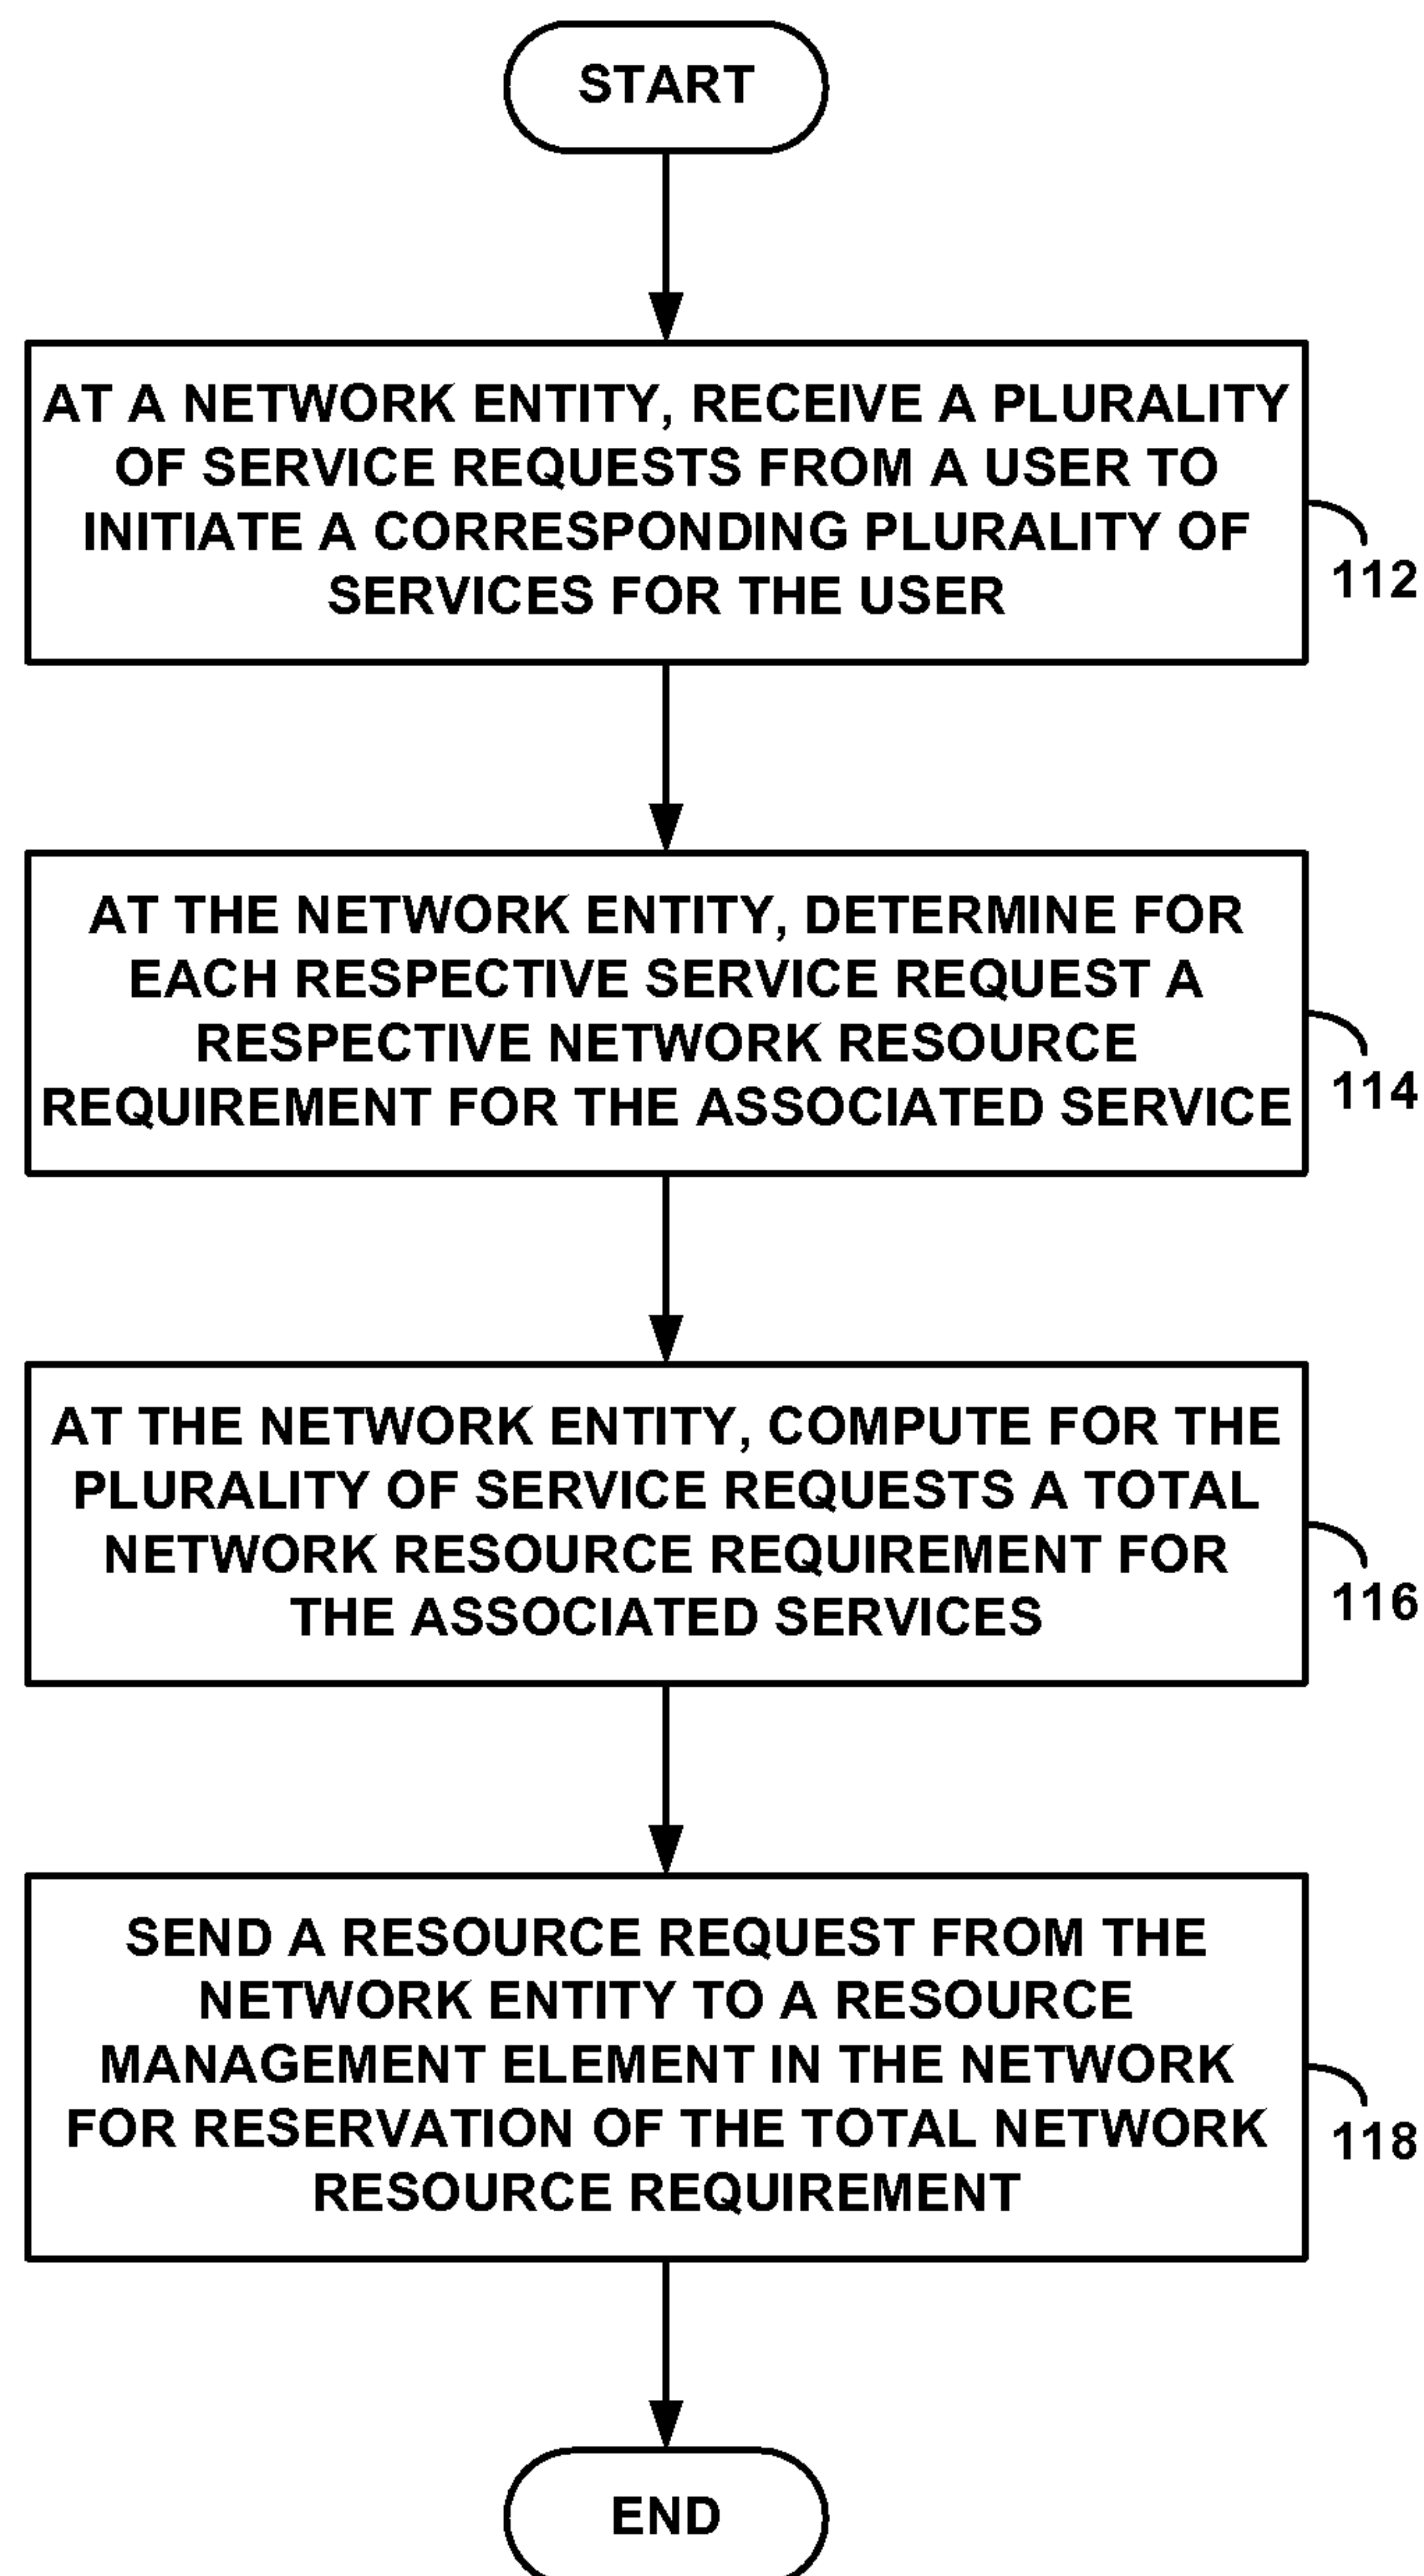 START
AT A NETWORK ENTITY, RECEIVE A PLURALITY
OF SERVICE REQUESTS FROM A USER TO
INITIATE A CORRESPONDING PLURALITY OF
SERVICES FOR THE USER
112
AT THE NETWORK ENTITY, DETERMINE FOR
EACH RESPECTIVE SERVICE REQUEST A
RESPECTIVE NETWORK RESOURCE
REQUIREMENT FOR THE ASSOCIATED SERVICE
114
AT THE NETWORK ENTITY, COMPUTE FOR THE
PLURALITY OF SERVICE REQUESTS A TOTAL
NETWORK RESOURCE REQUIREMENT FOR
THE ASSOCIATED SERVICES
116
SEND A RESOURCE REQUEST FROM THE
NETWORK ENTITY TO A RESOURCE
MANAGEMENT ELEMENT IN THE NETWORK
FOR RESERVATION OF THE TOTAL NETWORK
RESOURCE REQUIREMENT
118
END